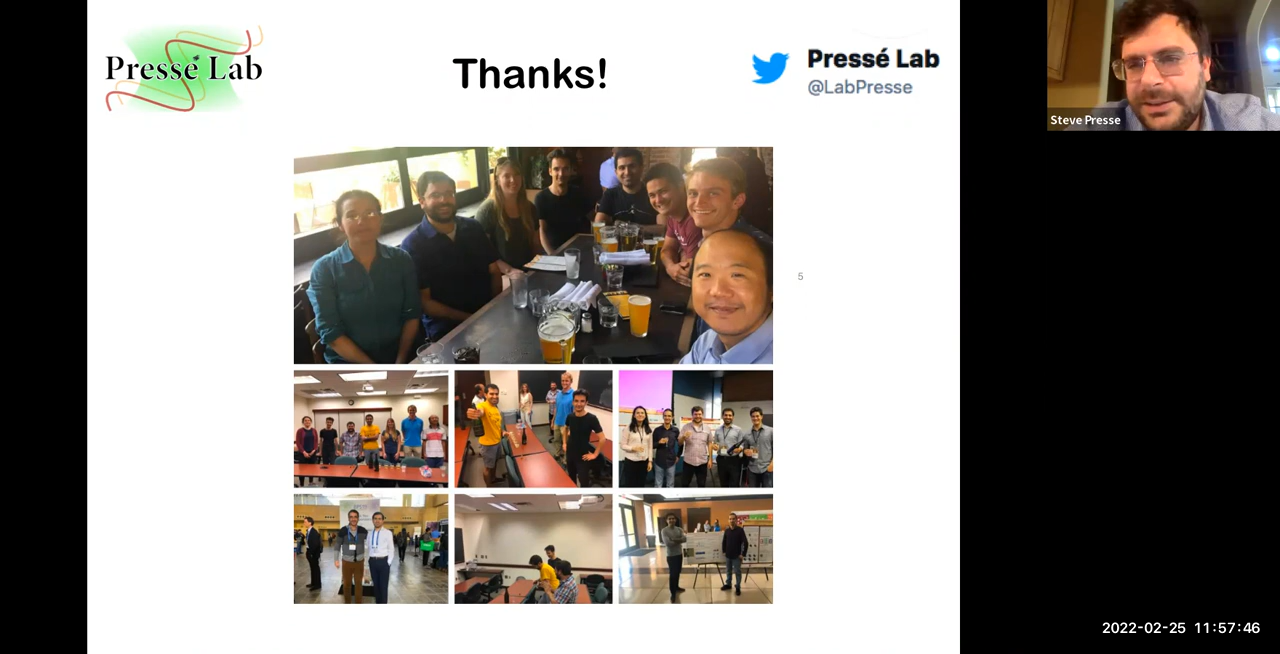 Pressé Lab
Thanks!
Pressé Lab
@LabPresse
Steve Presse
5
2022-02-25 11:57:46